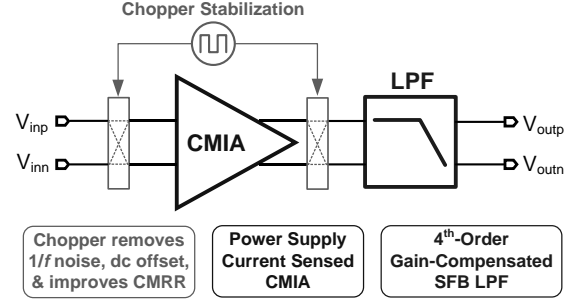 Chopper Stabilization
LPF
Vinp
Vinn
CMIA
Voutp
Voutn
Chopper removes
1/f noise, dc offset,
& improves CMRR
Power Supply
Current Sensed
CMIA
4th-Order
Gain-Compensated
SFB LPF